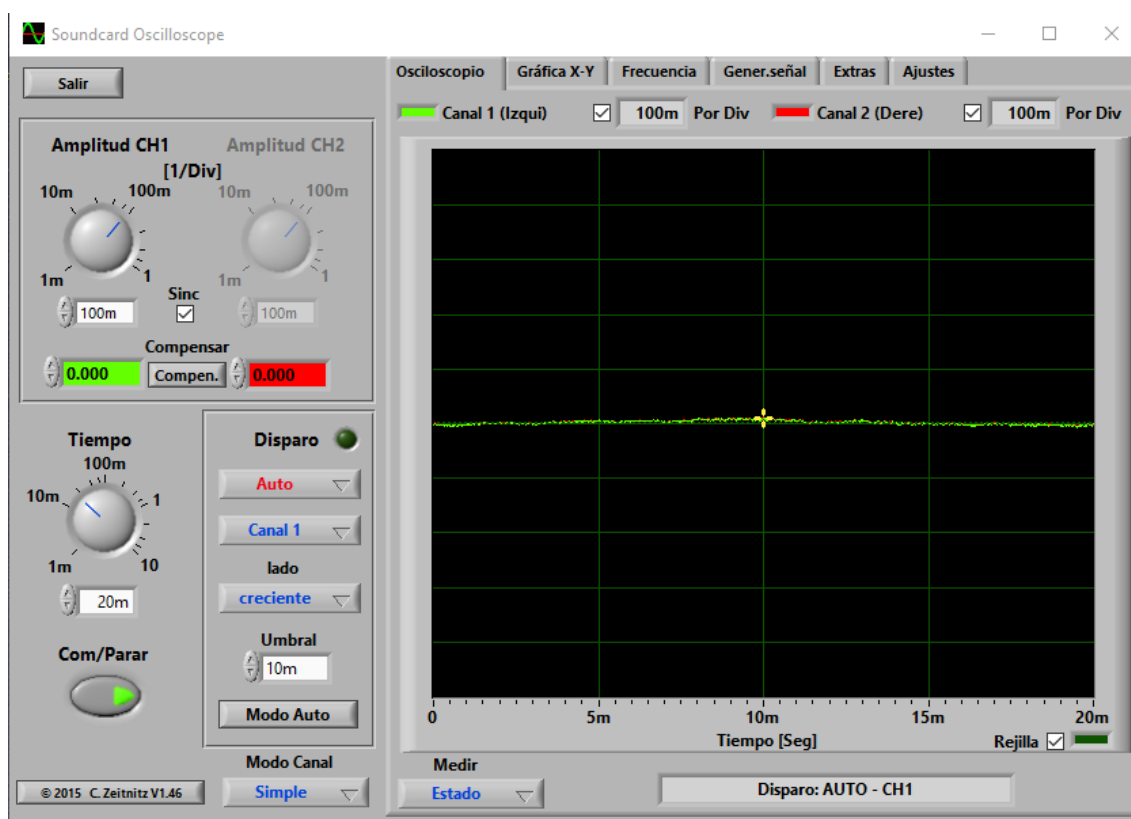 Soundcard Oscilloscope
Salir
Osciloscopio Gráfica X-Y Frecuencia Gener.señal Extras Ajustes
Canal 1 (Izqui) 100m Por Div Canal 2 (Dere) 100m Por Div
Amplitud CH1 Amplitud CH2
[1/Div]
10m 100m 10m 100m
1m 1 1m 1
Sinc
100m 100m
Compensar
0.000 Compen. 0.000
Tiempo
100m
10m 1
1m 10
20m
Com/Parar
Disparo
Auto
Canal 1
lado
creciente
Umbral
10m
Modo Auto
0 5m 10m 15m 20m
Tiempo [Seg]
Rejilla
Modo Canal
Simple
Medir
Estado
Disparo: AUTO - CH1
© 2015 C. Zeitnitz V1.46